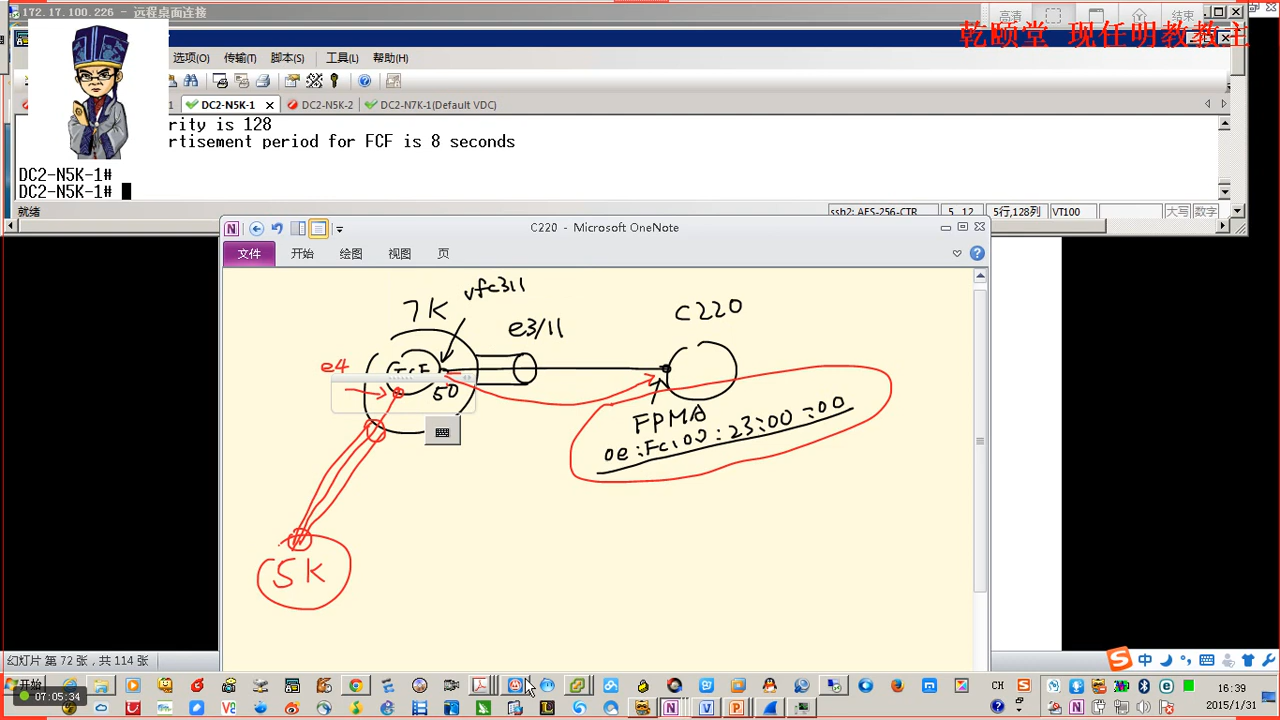 172.17.100.226 - 远程桌面连接
高清
结束
乾颐堂 现任明教教主
选项(O) 传输(T) 脚本(S) 工具(L) 帮助(H)
1 DC2-N5K-1 × DC2-N5K-2 DC2-N7K-1(Default VDC)
rity is 128
rtisement period for FCF is 8 seconds
DC2-N5K-1#
DC2-N5K-1#
就绪
ssh2: AES-256-CTR 5, 12 5行,128列 VT100 大写 数字
C220 - Microsoft OneNote
文件 开始 绘图 视图 页
vfc311
7K
C220
e3/11
e4
50
FPMA
0e:Fc:00:23:00:00
5K
幻灯片 第 72 张，共 114 张
中
开始
07:05:34
CH
16:39
2015/1/31